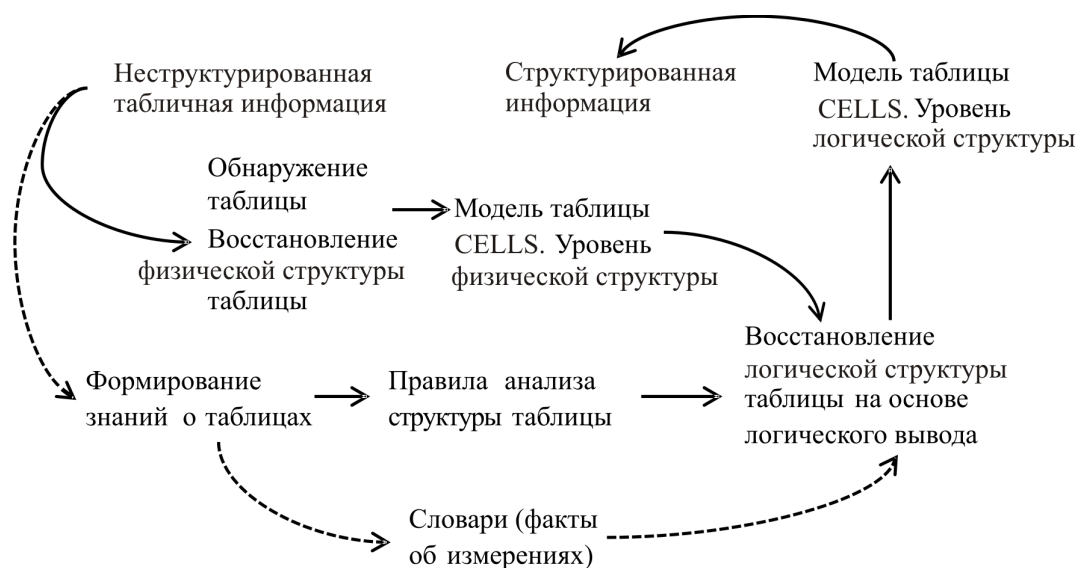 Неструктурированная
табличная информация
Структурированная
информация
Модель таблицы
CELLS. Уровень
логической структуры
Обнаружение
таблицы
Восстановление
физической структуры
таблицы
Модель таблицы
CELLS. Уровень
физической структуры
Формирование
знаний о таблицах
Правила анализа
структуры таблицы
Восстановление
логической структуры
таблицы на основе
логического вывода
Словари (факты
об измерениях)